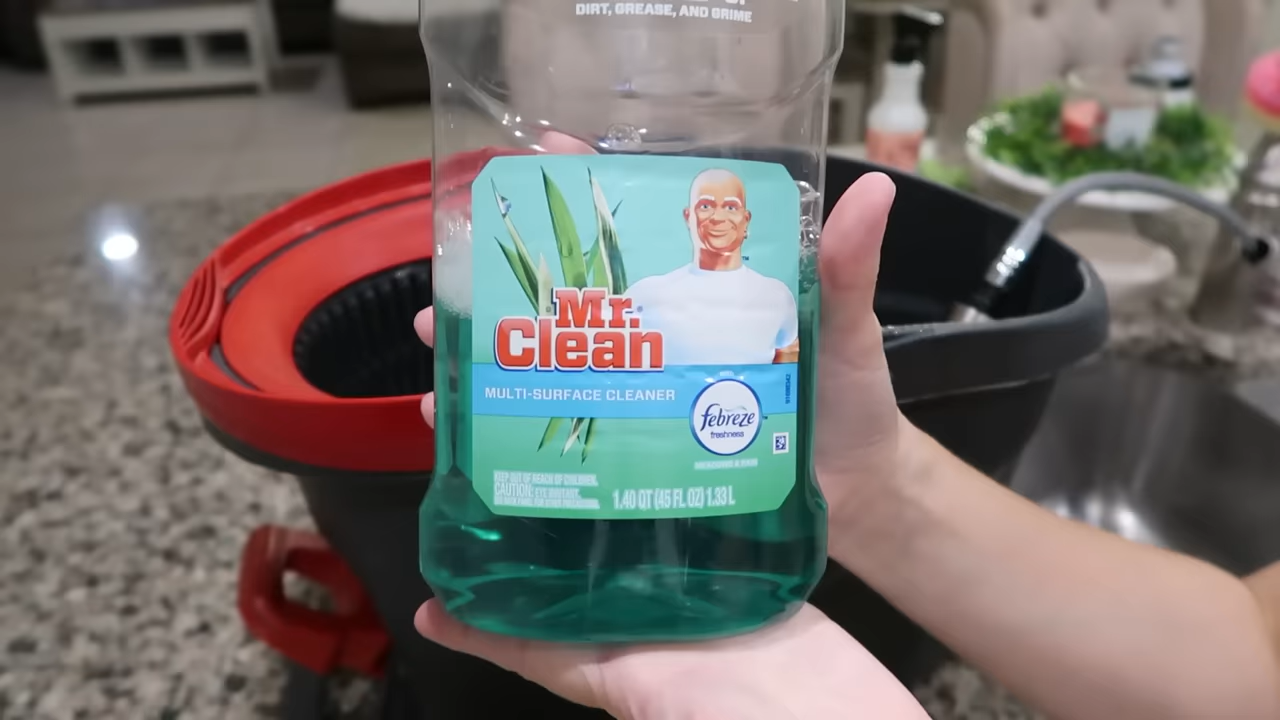 DIRT, GREASE, AND GRIME
Mr.
Clean
MULTI-SURFACE CLEANER
febreze
freshness
KEEP OUT OF REACH OF CHILDREN.
CAUTION: EYE IRRITANT.
1.40 QT (45 FL OZ) 1.33 L